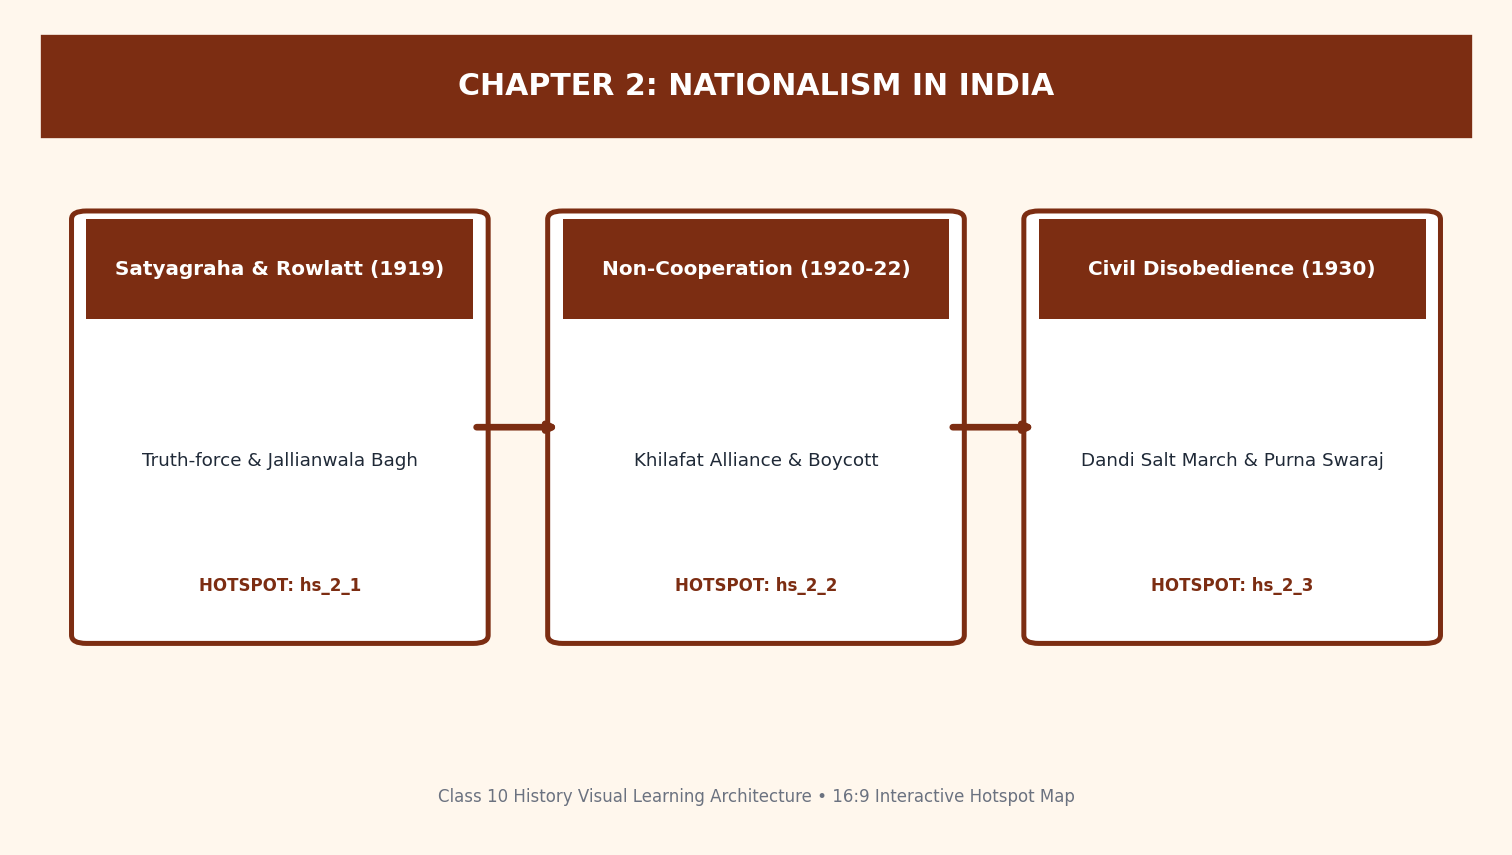 CHAPTER 2: NATIONALISM IN INDIA
Satyagraha & Rowlatt (1919)
Truth-force & Jallianwala Bagh
HOTSPOT: hs_2_1
Non-Cooperation (1920-22)
Khilafat Alliance & Boycott
HOTSPOT: hs_2_2
Civil Disobedience (1930)
Dandi Salt March & Purna Swaraj
HOTSPOT: hs_2_3
Class 10 History Visual Learning Architecture • 16:9 Interactive Hotspot Map